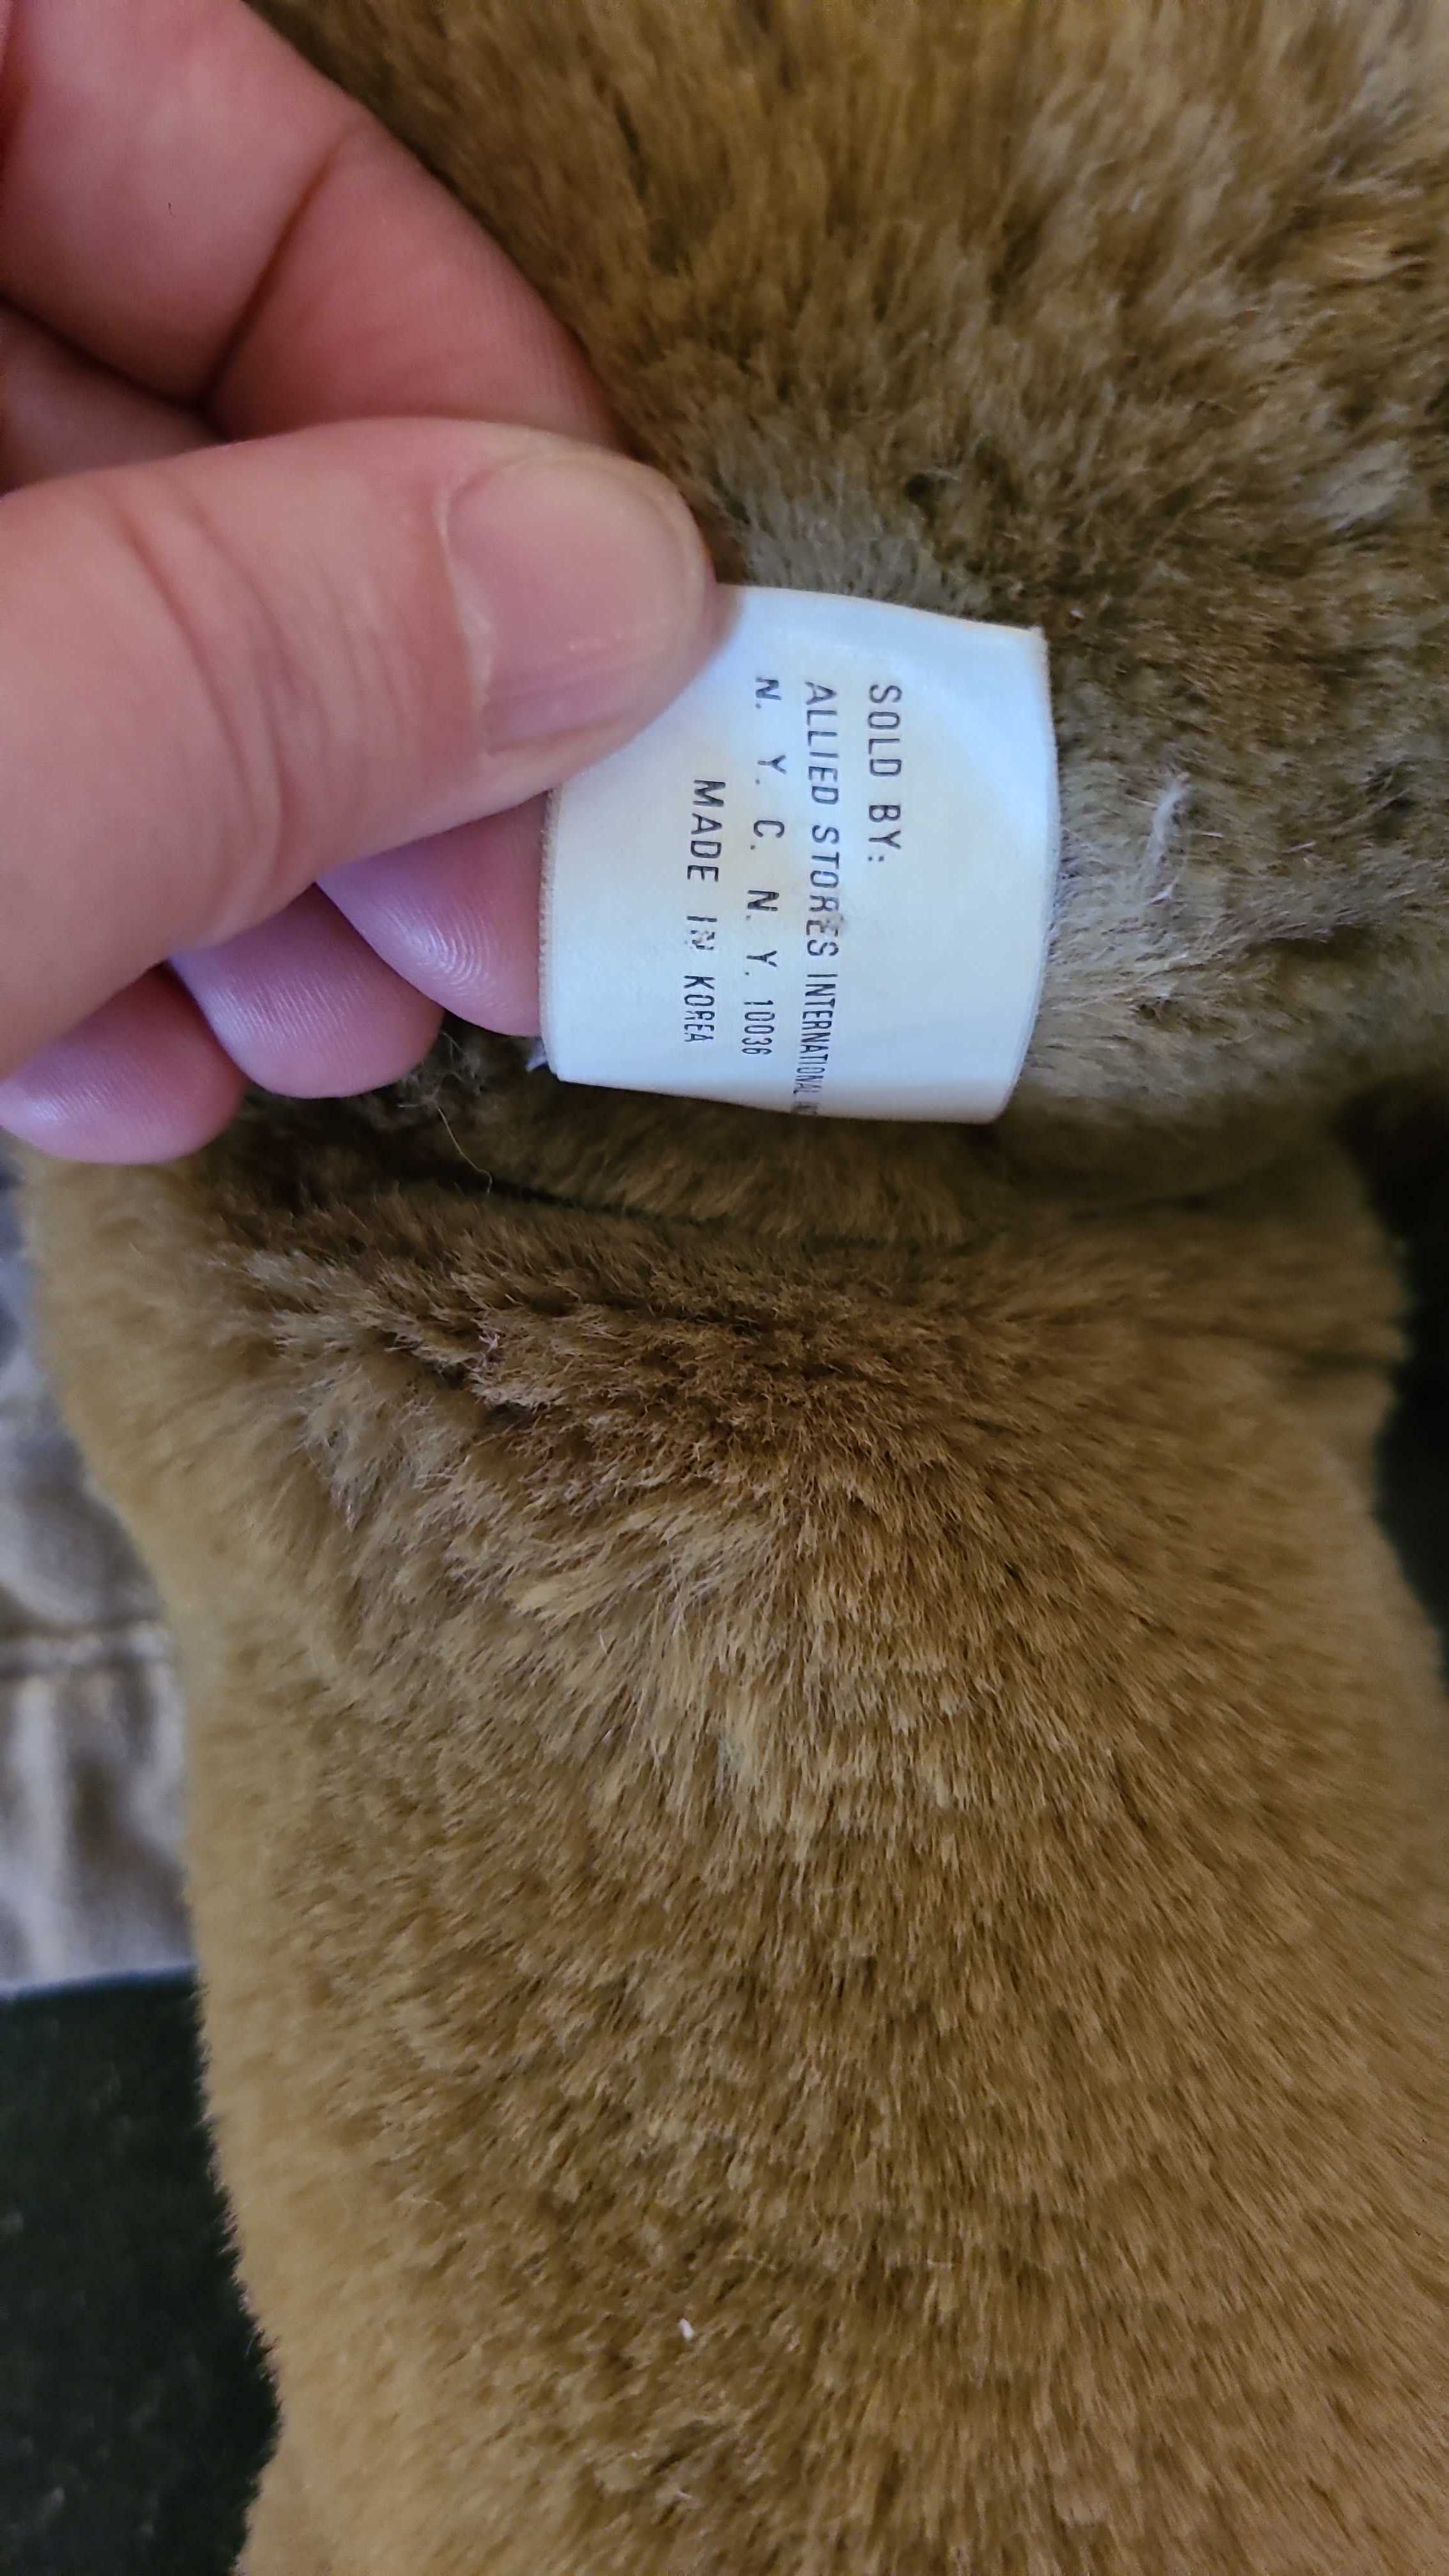 SOLD BY:
ALLIED STORES INTERNATIONAL
N. Y. C. N. Y. 10036
MADE IN KOREA